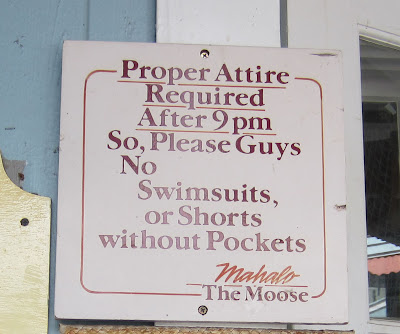 Proper Attire
Required
After 9 pm
So, Please Guys
No
Swimsuits,
or Shorts
without Pockets
Mahalo
The Moose